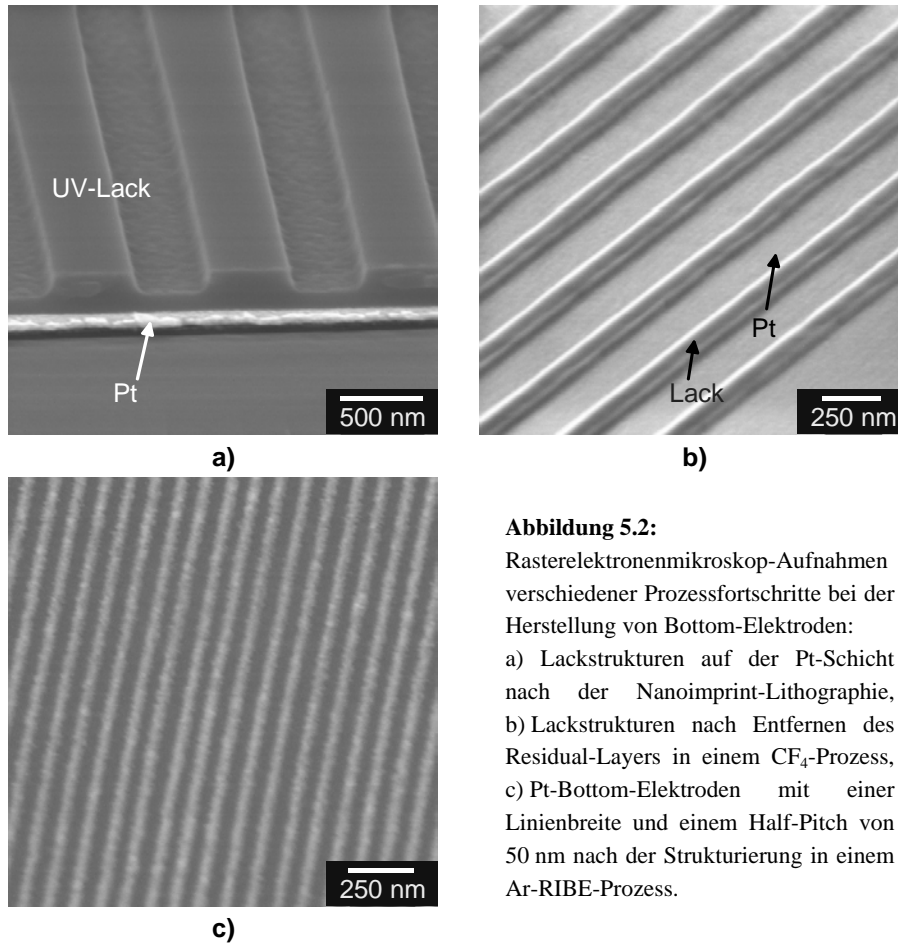 UV-Lack
Pt
500 nm
a)
Pt
Lack
250 nm
b)
250 nm
c)
Abbildung 5.2:
Rasterelektronenmikroskop-Aufnahmen
verschiedener Prozessfortschritte bei der
Herstellung von Bottom-Elektroden:
a) Lackstrukturen auf der Pt-Schicht
nach der Nanoimprint-Lithographie,
b) Lackstrukturen nach Entfernen des
Residual-Layers in einem CF₄-Prozess,
c) Pt-Bottom-Elektroden mit einer
Linienbreite und einem Half-Pitch von
50 nm nach der Strukturierung in einem
Ar-RIBE-Prozess.